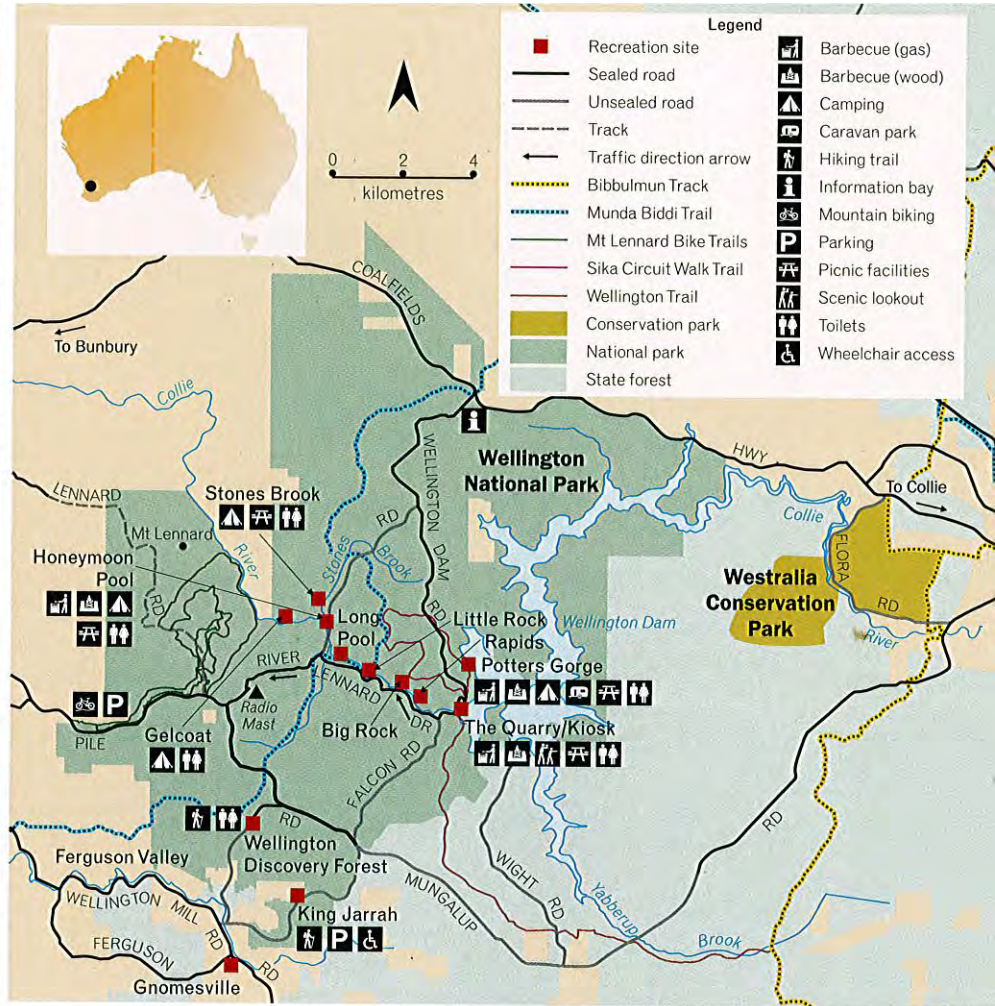 Legend
Recreation site
Sealed road
Unsealed road
Track
Traffic direction arrow
Bibbulmun Track
Munda Biddi Trail
Mt Lennard Bike Trails
Sika Circuit Walk Trail
Wellington Trail
Conservation park
National park
State forest
Barbecue (gas)
Barbecue (wood)
Camping
Caravan park
Hiking trail
Information bay
Mountain biking
Parking
Picnic facilities
Scenic lookout
Toilets
Wheelchair access
0 2 4
kilometres
COALFIELDS
HWY
To Bunbury
Collie
River
i
Wellington
National Park
WELLINGTON
DAM
RD
To Collie
Collie
River
FLORA
RD
Westralia
Conservation
Park
LENNARD
RD
Mt Lennard
Stones Brook
Stones
Brook
RD
Honeymoon
Pool
Long
Pool
Little Rock
Rapids
Potters Gorge
Wellington Dam
RIVER
LENNARD
DR
Radio
Mast
Big Rock
The Quarry/Kiosk
P
PILE
Gelcoat
FALCON RD
RD
Wellington
Discovery Forest
Ferguson Valley
WELLINGTON
MILL
RD
FERGUSON
RD
King Jarrah
P
Gnomesville
MUNGALUP
RD
WIGHT
RD
Yabberup
Brook